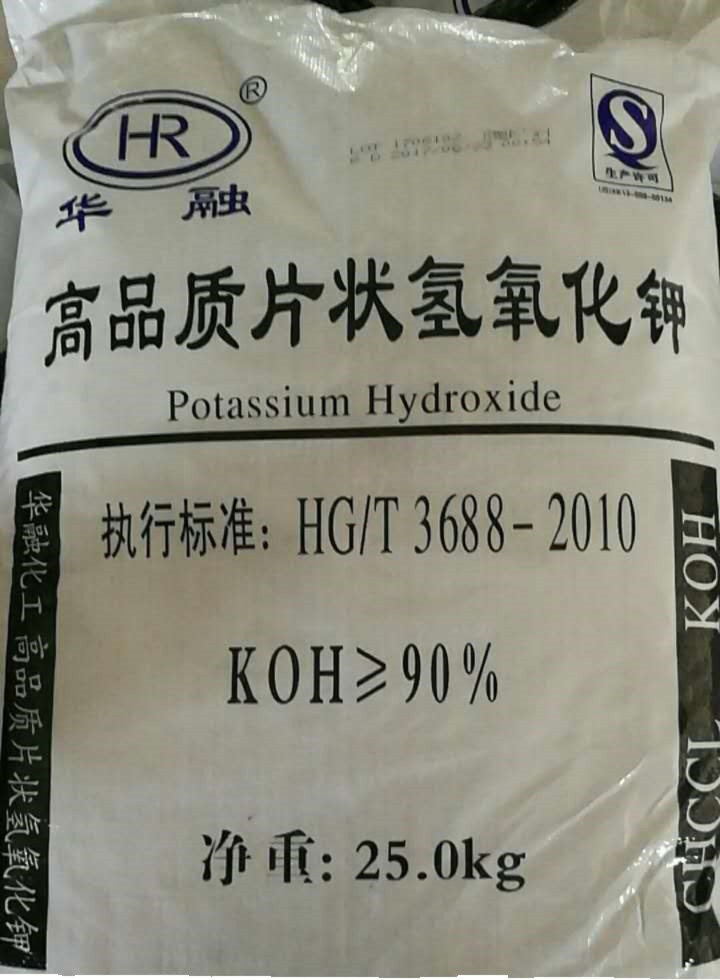 HR
®
华融
生产许可
高品质片状氢氧化钾
Potassium Hydroxide
执行标准：HG/T 3688-2010
KOH≥90%
净重：25.0kg
华融化工 高品质片状氢氧化钾
KOH